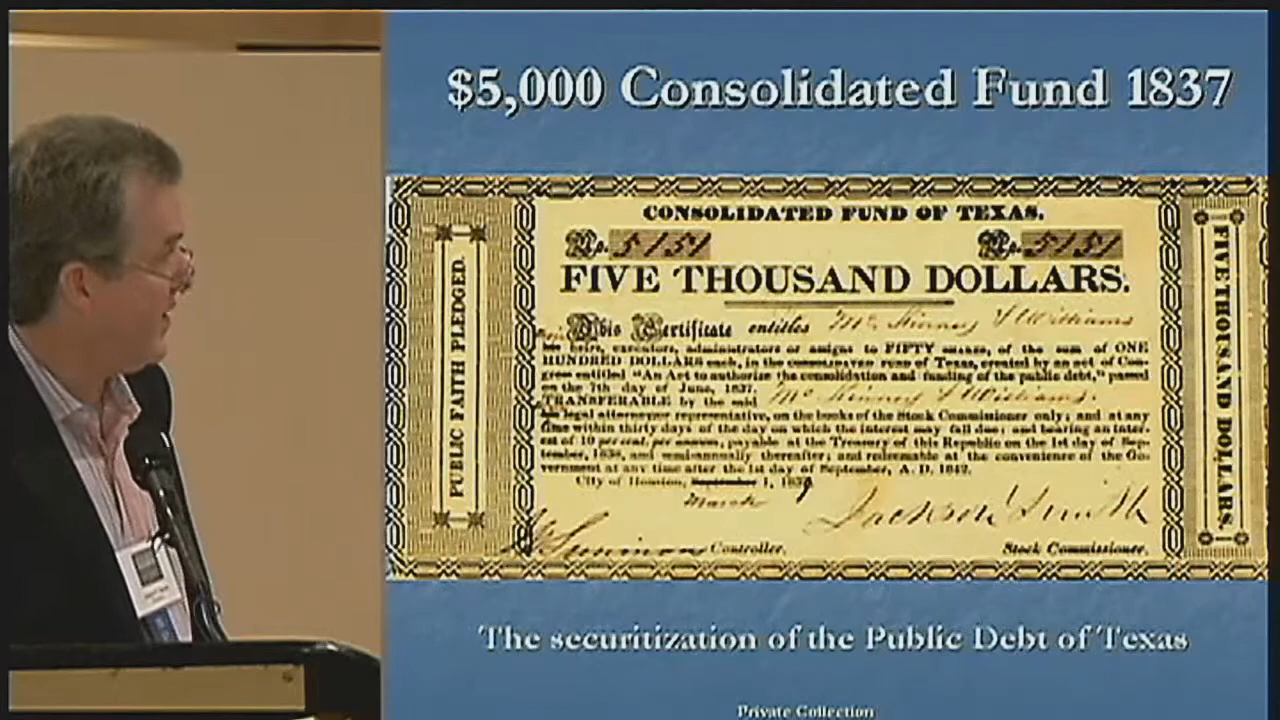 $5,000 Consolidated Fund 1837
CONSOLIDATED FUND OF TEXAS.
No. 5151
No. 5151
FIVE THOUSAND DOLLARS.
This Certificate entitles McKinney & Williams
heirs, executors, administrators or assigns to FIFTY shares, of the sum of ONE
HUNDRED DOLLARS each, in the consolidated fund of Texas, created by an act of Con-
gress entitled "An Act to authorize the consolidation and funding of the public debt," passed
on the 7th day of June, 1837.
TRANSFERABLE by the said McKinney & Williams.
legal attorney or representative, on the books of the Stock Commissioner only; and at any
time within thirty days of the day on which the interest may fall due; and bearing an inter-
est of 10 per cent. per annum, payable at the Treasury of this Republic on the 1st day of Sep-
tember, 1838, and semi-annually thereafter; and redeemable at the convenience of the Go-
vernment at any time after the 1st day of September, A. D. 1842.
City of Houston, September 1, 183
March 9
Jackson Smith
Controller.
Stock Commissioner.
PUBLIC FAITH PLEDGED.
FIVE THOUSAND DOLLARS.
The securitization of the Public Debt of Texas
Private Collection